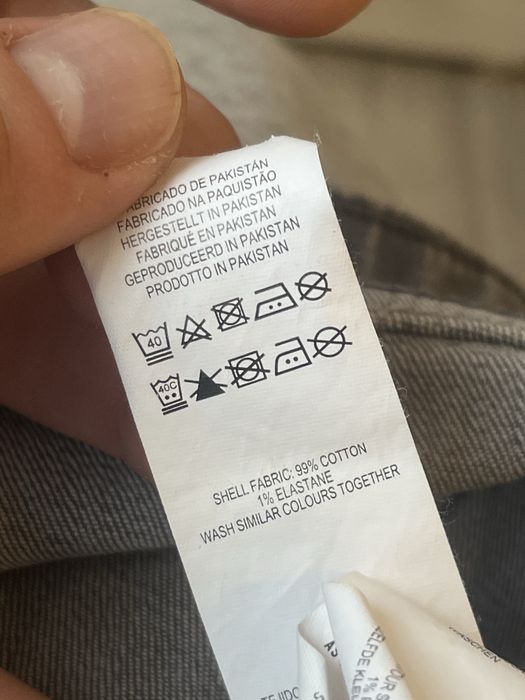 FABRICADO DE PAKISTÁN
FABRICADO NA PAQUISTÃO
HERGESTELLT IN PAKISTAN
FABRIQUÉ EN PAKISTAN
GEPRODUCEERD IN PAKISTAN
PRODOTTO IN PAKISTAN
40
40C
SHELL FABRIC: 99% COTTON
1% ELASTANE
WASH SIMILAR COLOURS TOGETHER
WASCHEN